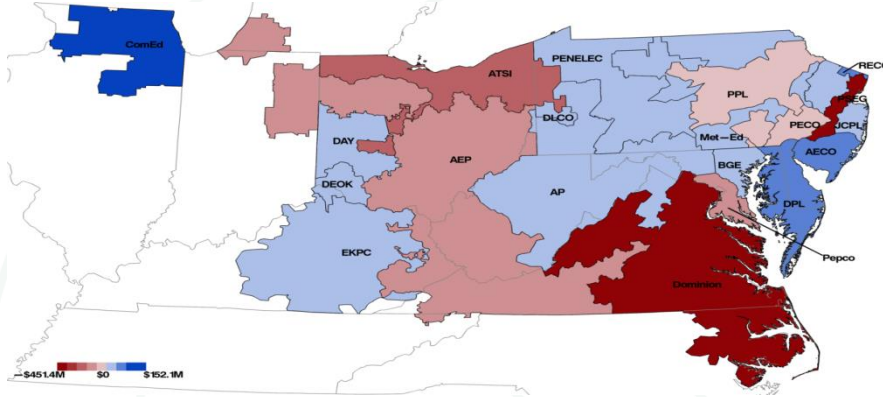 ComEd
ATSI
PENELEC
RECO
PPL
PSEG
DLCO
PECO
JCPL
DAY
Met-Ed
AECO
AEP
BGE
DEOK
AP
DPL
EKPC
Pepco
Dominion
-$451.4M $0 $152.1M